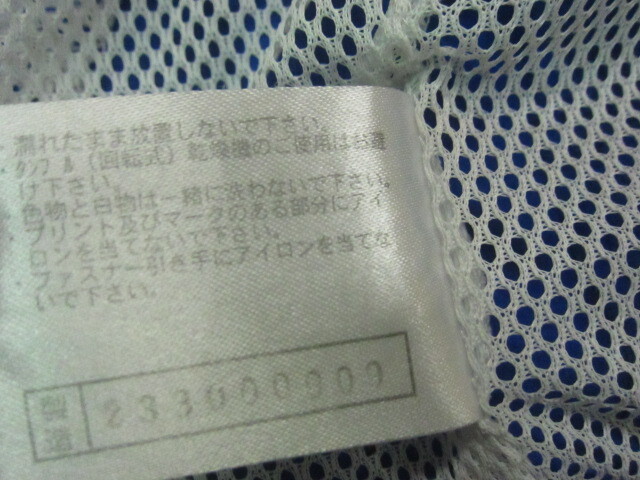 濡れたまま放置しないで下さい。
タンブル(回転式)乾燥機のご使用はお避
け下さい。
色物と白物は一緒に洗わないで下さい。
プリント及びマークのある部分にアイ
ロンを当てないで下さい。
ファスナー引き手にアイロンを当てな
いで下さい。
製造